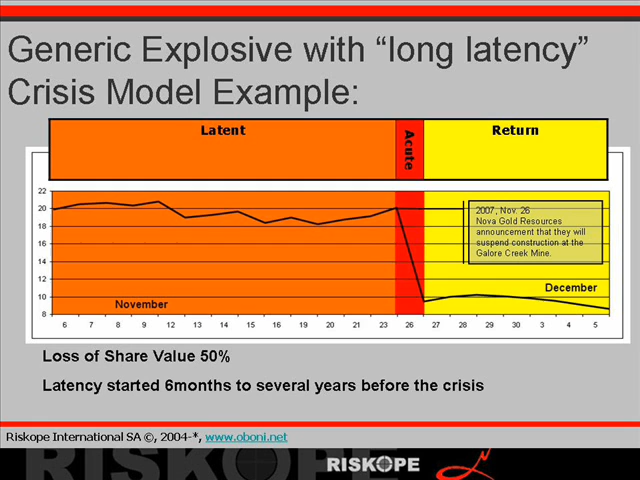 Generic Explosive with “long latency”
Crisis Model Example:
Latent
Acute
Return
22
20
18
16
14
12
10
8
2007, Nov. 26
Nova Gold Resources
announcement that they will
suspend construction at the
Galore Creek Mine.
November
December
6 7 8 9 10 12 13 14 15 16 19 20 21 23 26 27 28 29 30 3 4 5
Loss of Share Value 50%
Latency started 6months to several years before the crisis
Riskope International SA ©, 2004-*, www.oboni.net
RISKOPE
RISKOPE